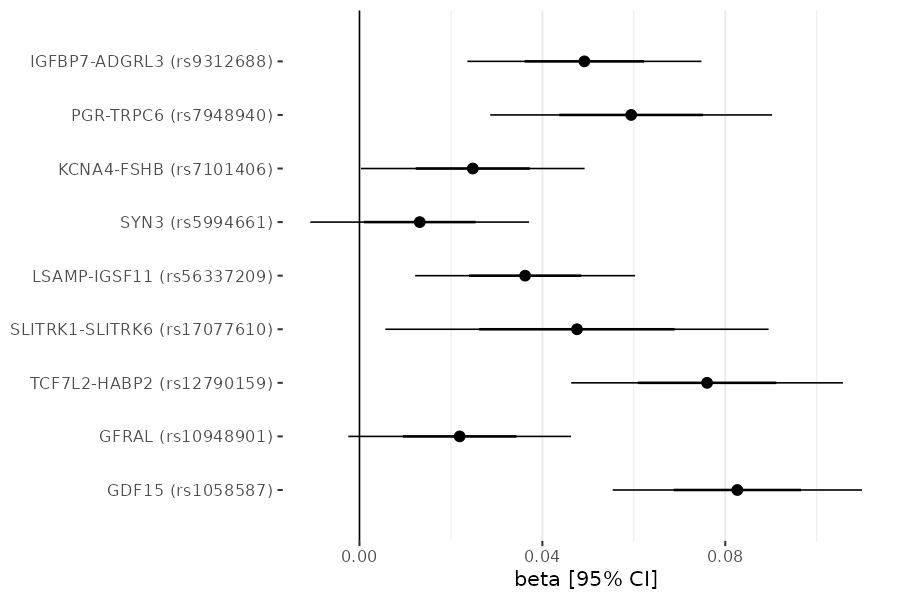 IGFBP7-ADGRL3 (rs9312688)
PGR-TRPC6 (rs7948940)
KCNA4-FSHB (rs7101406)
SYN3 (rs5994661)
LSAMP-IGSF11 (rs56337209)
SLITRK1-SLITRK6 (rs17077610)
TCF7L2-HABP2 (rs12790159)
GFRAL (rs10948901)
GDF15 (rs1058587)
0.00 0.04 0.08
beta [95% CI]